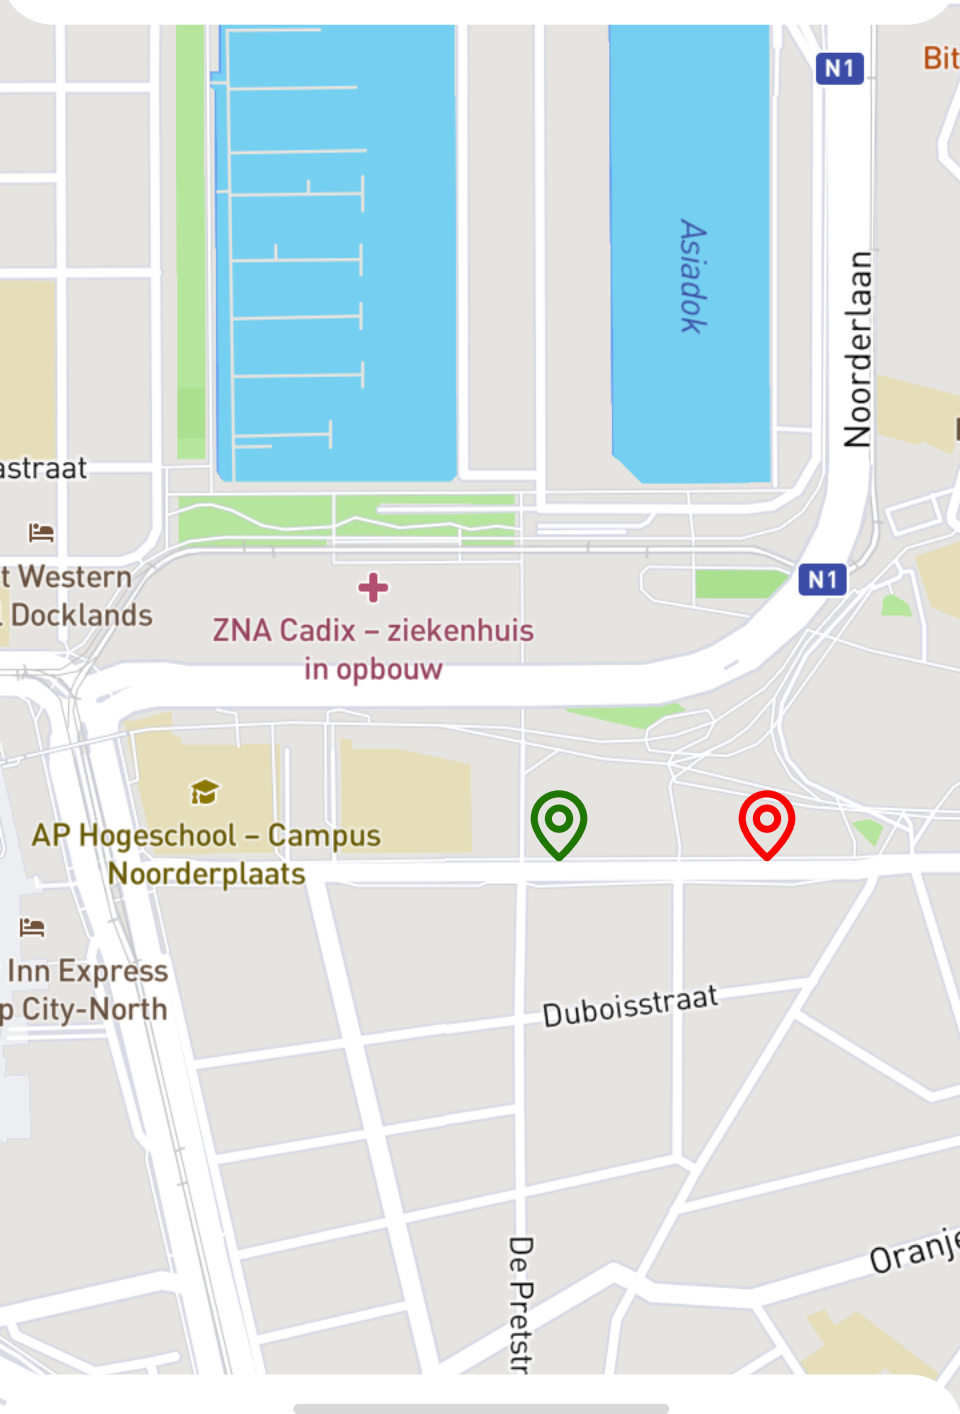 N1
Bit
Asiadok
Noorderlaan
astraat
N1
t Western
Docklands
ZNA Cadix – ziekenhuis
in opbouw
AP Hogeschool – Campus
Noorderplaats
Inn Express
p City-North
Duboisstraat
De Pretstr
Oranje